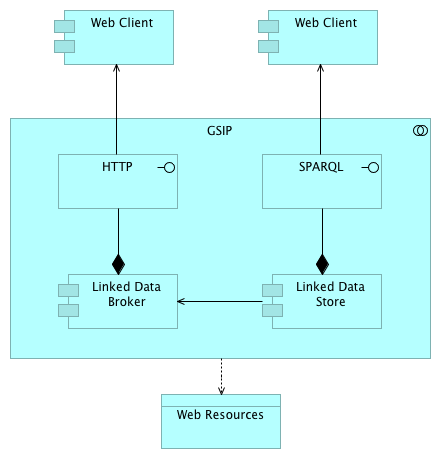 Web Client
Web Client
GSIP
HTTP
SPARQL
Linked Data
Broker
Linked Data
Store
Web Resources